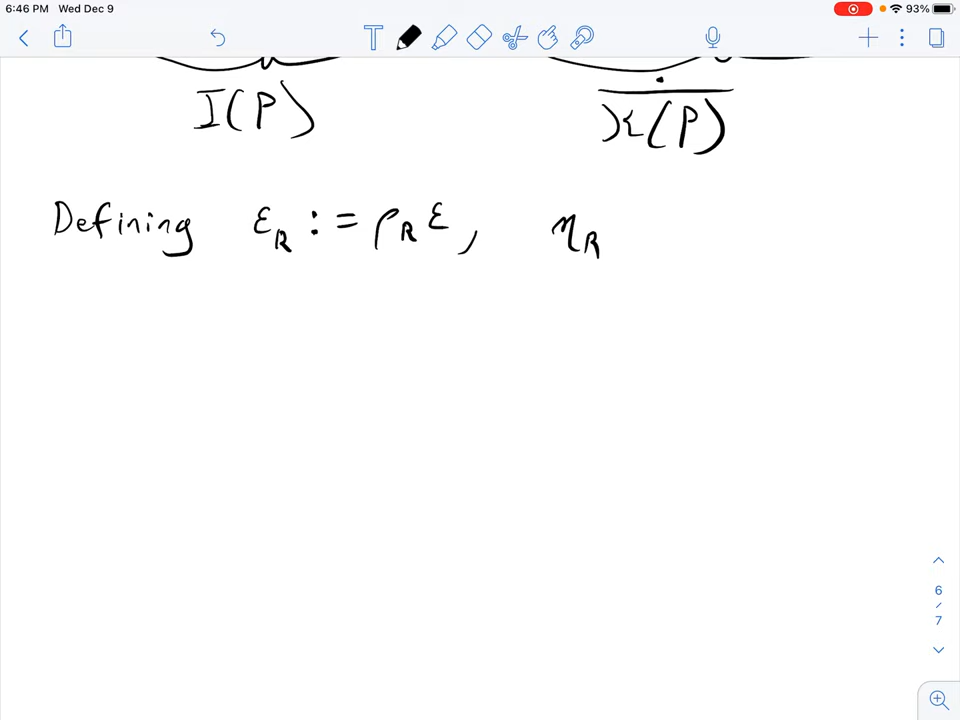 6:46 PM Wed Dec 9
93%
T
I(P)
Defining ε_R := ρ_R ε, η_R
6
7